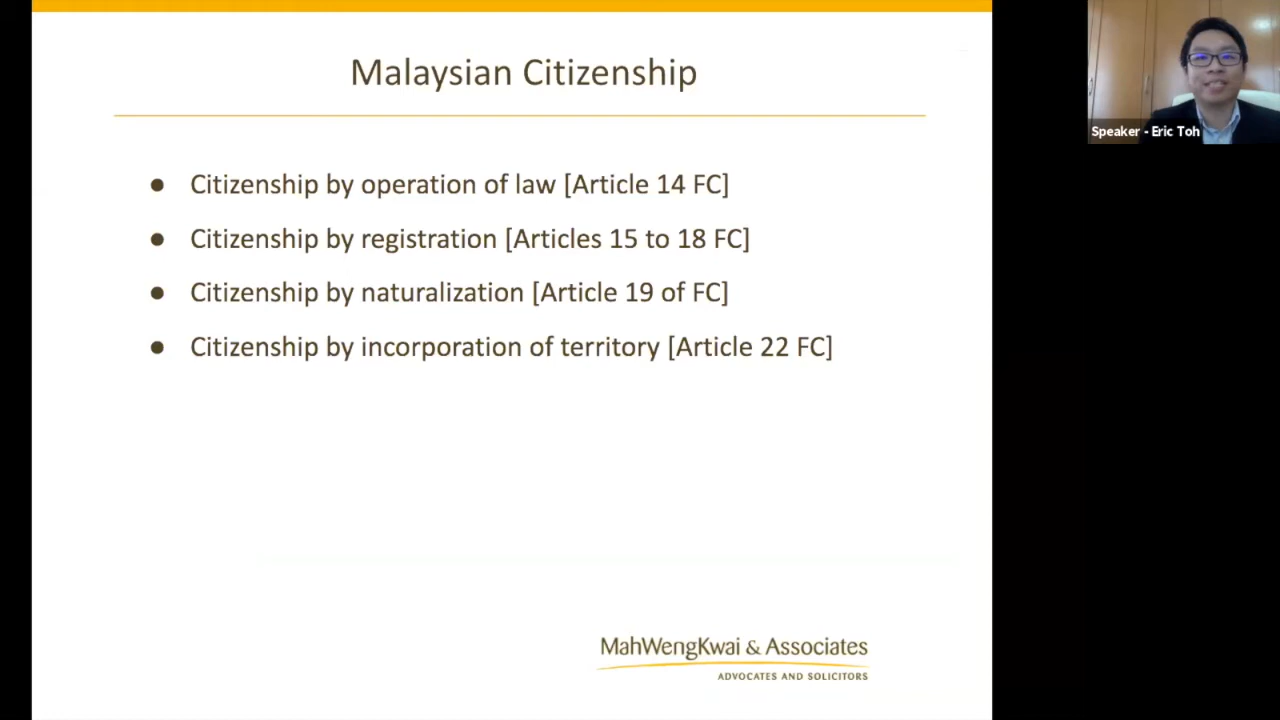 Malaysian Citizenship
● Citizenship by operation of law [Article 14 FC]
● Citizenship by registration [Articles 15 to 18 FC]
● Citizenship by naturalization [Article 19 of FC]
● Citizenship by incorporation of territory [Article 22 FC]
MahWengKwai & Associates
ADVOCATES AND SOLICITORS
Speaker - Eric Toh